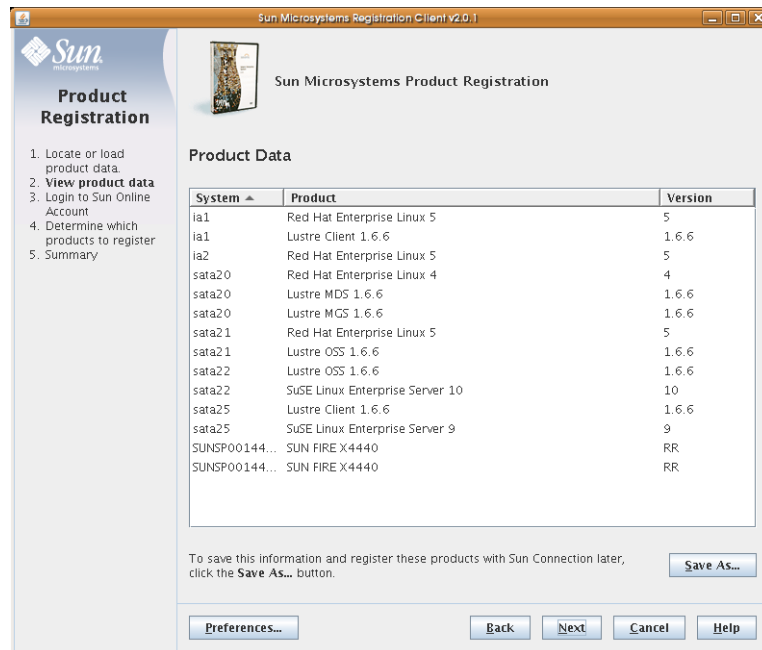 Sun Microsystems Registration Client v2.0.1
Sun
microsystems
Product
Registration
1. Locate or load
product data.
2. View product data
3. Login to Sun Online
Account
4. Determine which
products to register
5. Summary
Sun Microsystems Product Registration
Product Data
System Product Version
ia1 Red Hat Enterprise Linux 5 5
ia1 Lustre Client 1.6.6 1.6.6
ia2 Red Hat Enterprise Linux 5 5
sata20 Red Hat Enterprise Linux 4 4
sata20 Lustre MDS 1.6.6 1.6.6
sata20 Lustre MGS 1.6.6 1.6.6
sata21 Red Hat Enterprise Linux 5 5
sata21 Lustre OSS 1.6.6 1.6.6
sata22 Lustre OSS 1.6.6 1.6.6
sata22 SuSE Linux Enterprise Server 10 10
sata25 Lustre Client 1.6.6 1.6.6
sata25 SuSE Linux Enterprise Server 9 9
SUNSP00144... SUN FIRE X4440 RR
SUNSP00144... SUN FIRE X4440 RR
To save this information and register these products with Sun Connection later,
click the Save As... button.
Save As...
Preferences... Back Next Cancel Help